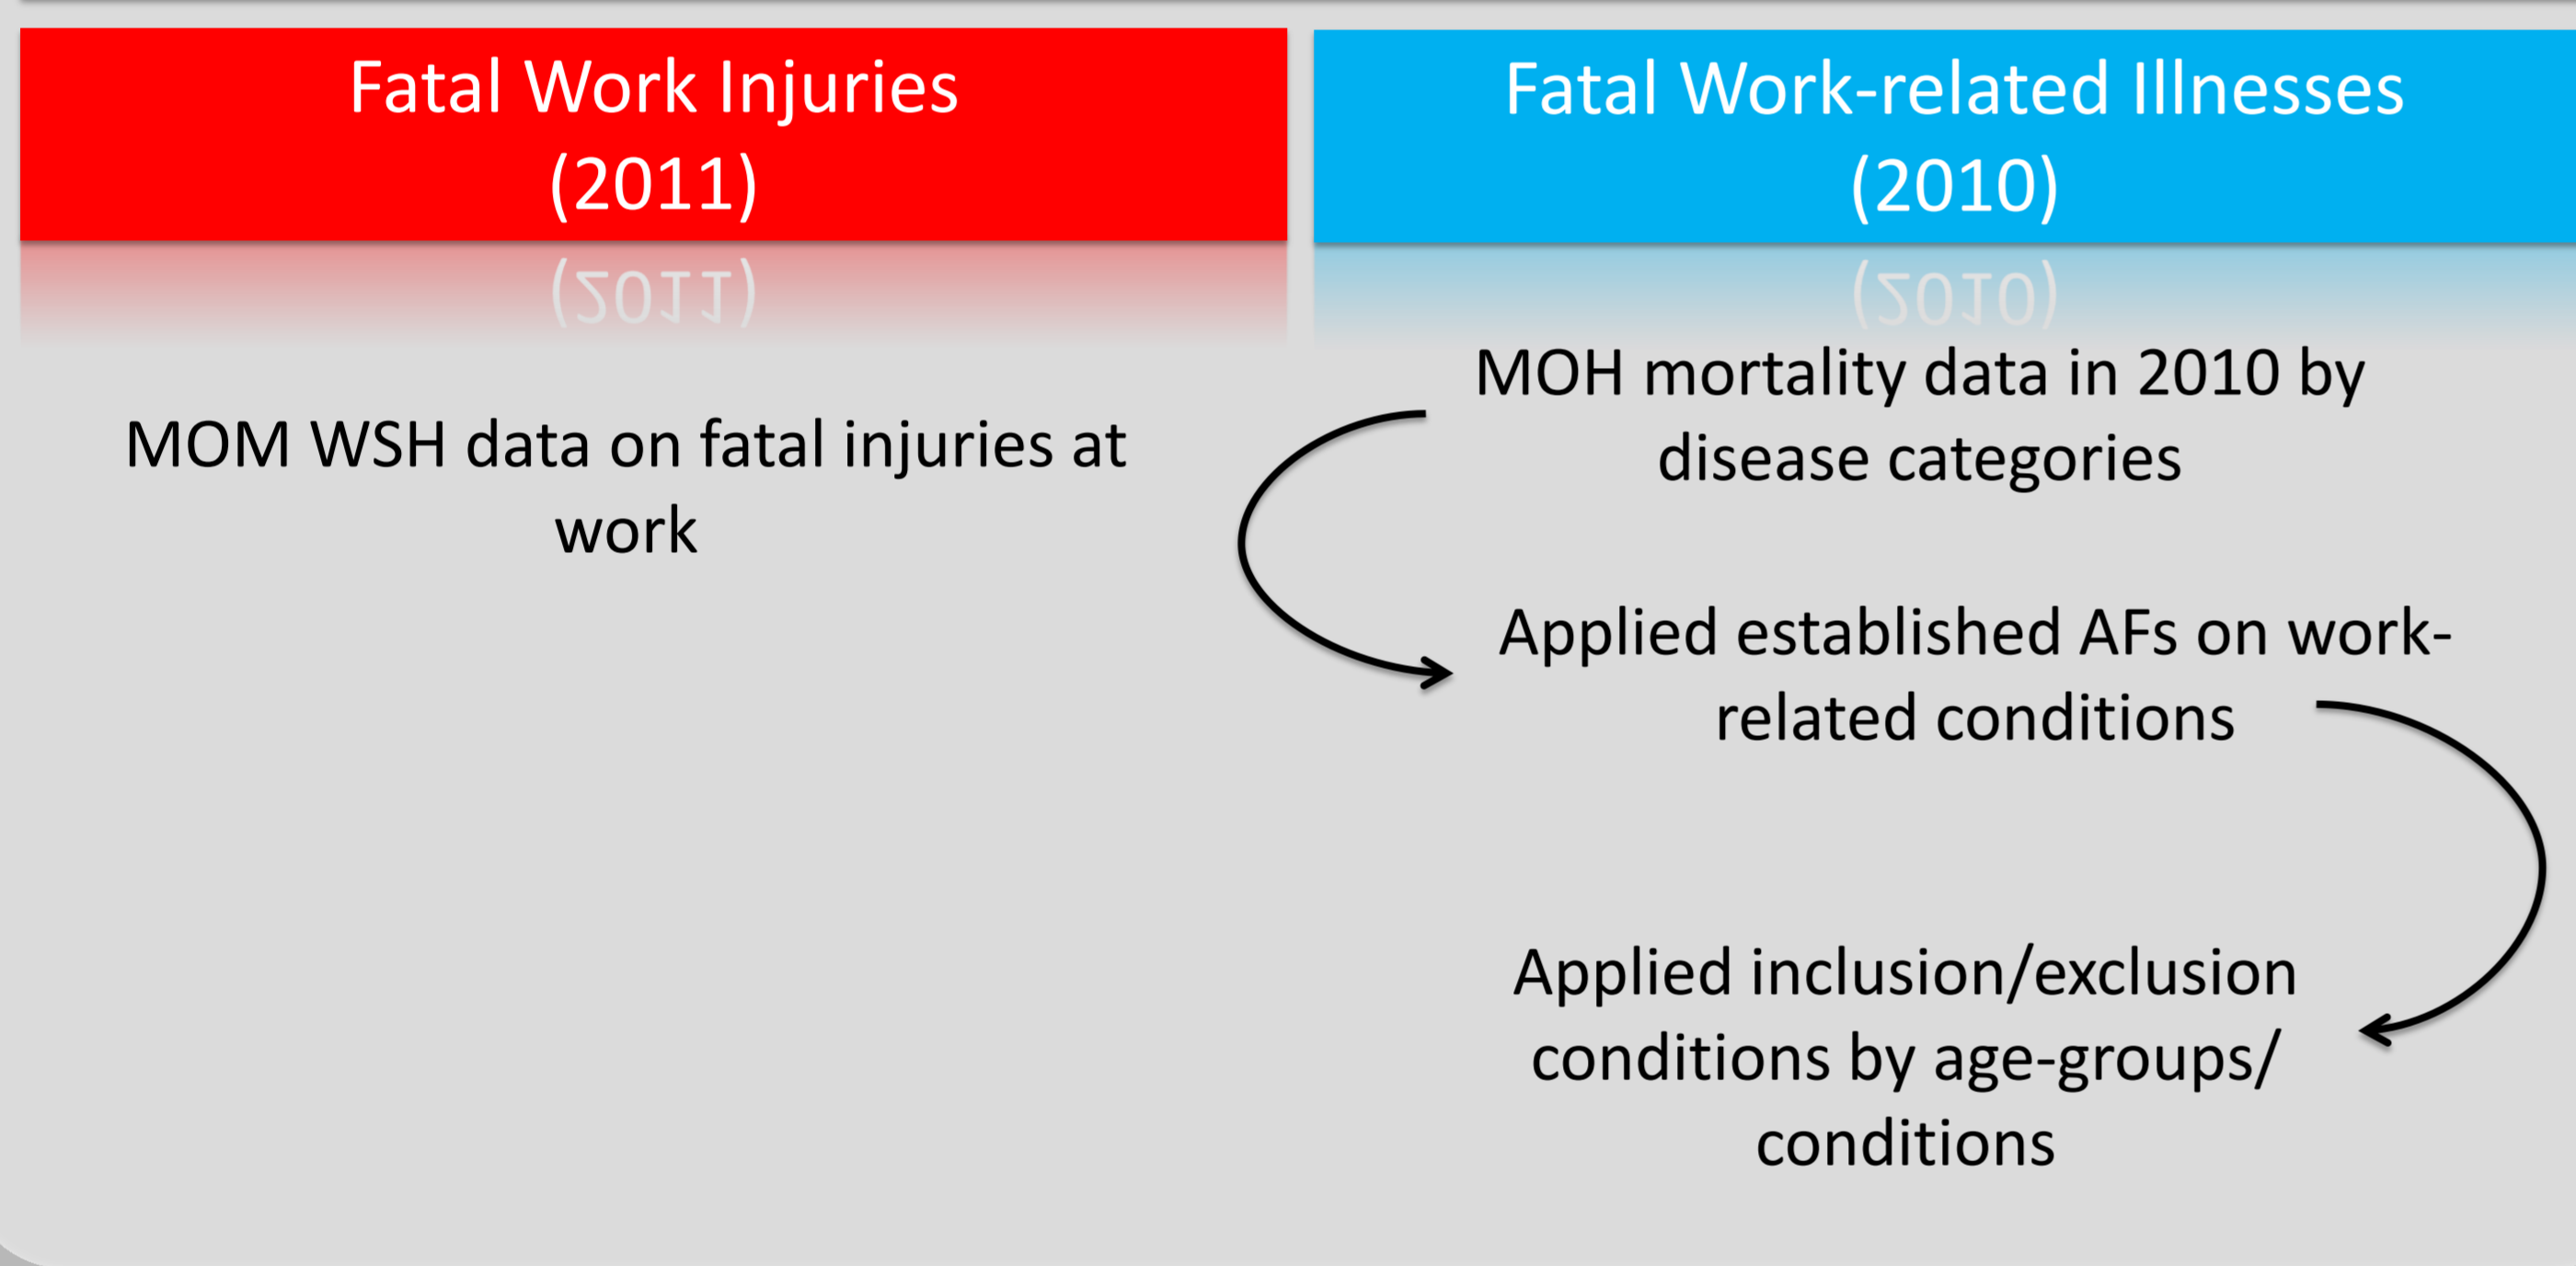 Fatal Work Injuries
(2011)
MOM WSH data on fatal injuries at
work
Fatal Work-related Illnesses
(2010)
MOH mortality data in 2010 by
disease categories
Applied established AFs on work-
related conditions
Applied inclusion/exclusion
conditions by age-groups/
conditions